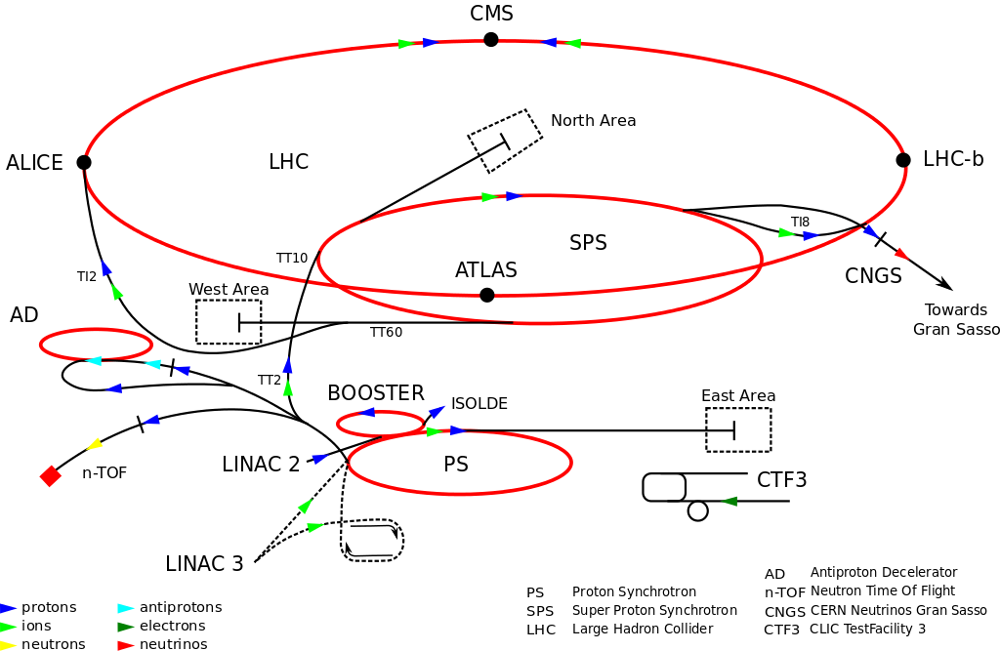 CMS
North Area
ALICE
LHC
LHC-b
SPS
TI8
TT10
ATLAS
TI2
CNGS
West Area
AD
Towards
Gran Sasso
TT60
TT2
BOOSTER
ISOLDE
East Area
LINAC 2
PS
n-TOF
CTF3
LINAC 3
protons
ions
neutrons
antiprotons
electrons
neutrinos
PS Proton Synchrotron
SPS Super Proton Synchrotron
LHC Large Hadron Collider
AD Antiproton Decelerator
n-TOF Neutron Time Of Flight
CNGS CERN Neutrinos Gran Sasso
CTF3 CLIC TestFacility 3